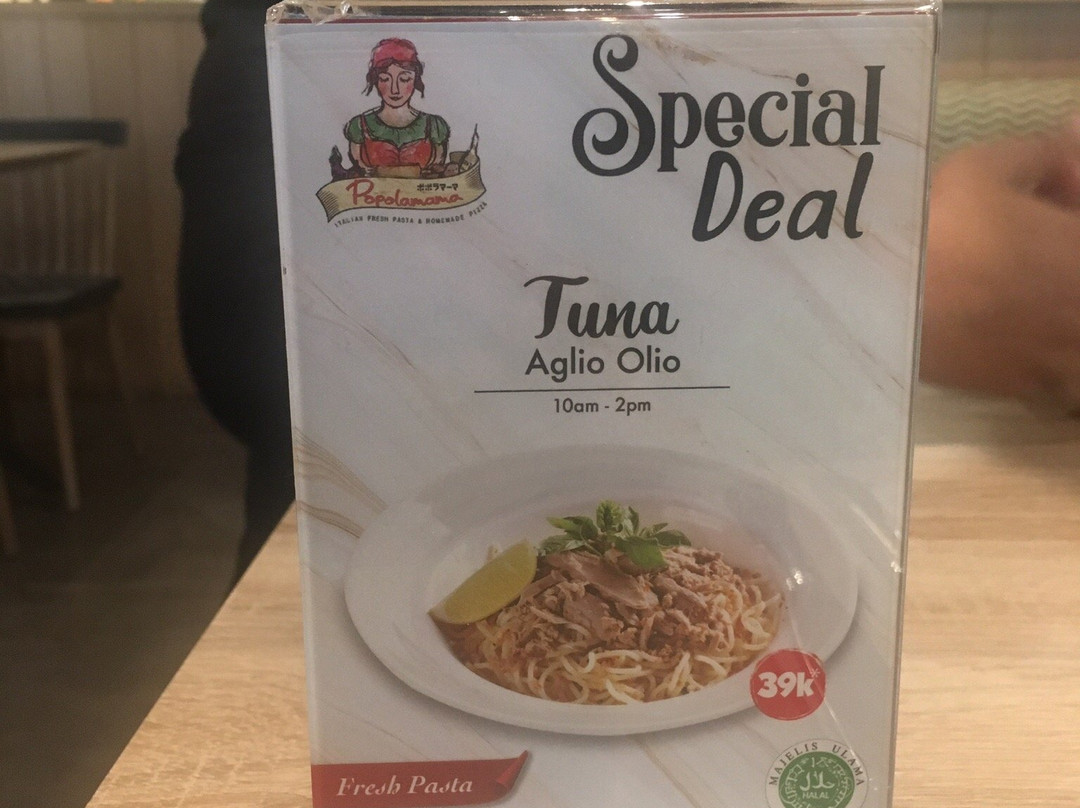 Popolamama
ポポラマーマ
ITALIAN FRESH PASTA & HOMEMADE PIZZA
Special
Deal
Tuna
Aglio Olio
10am - 2pm
39k*
Fresh Pasta
MAJELIS ULAMA
حلال
HALAL